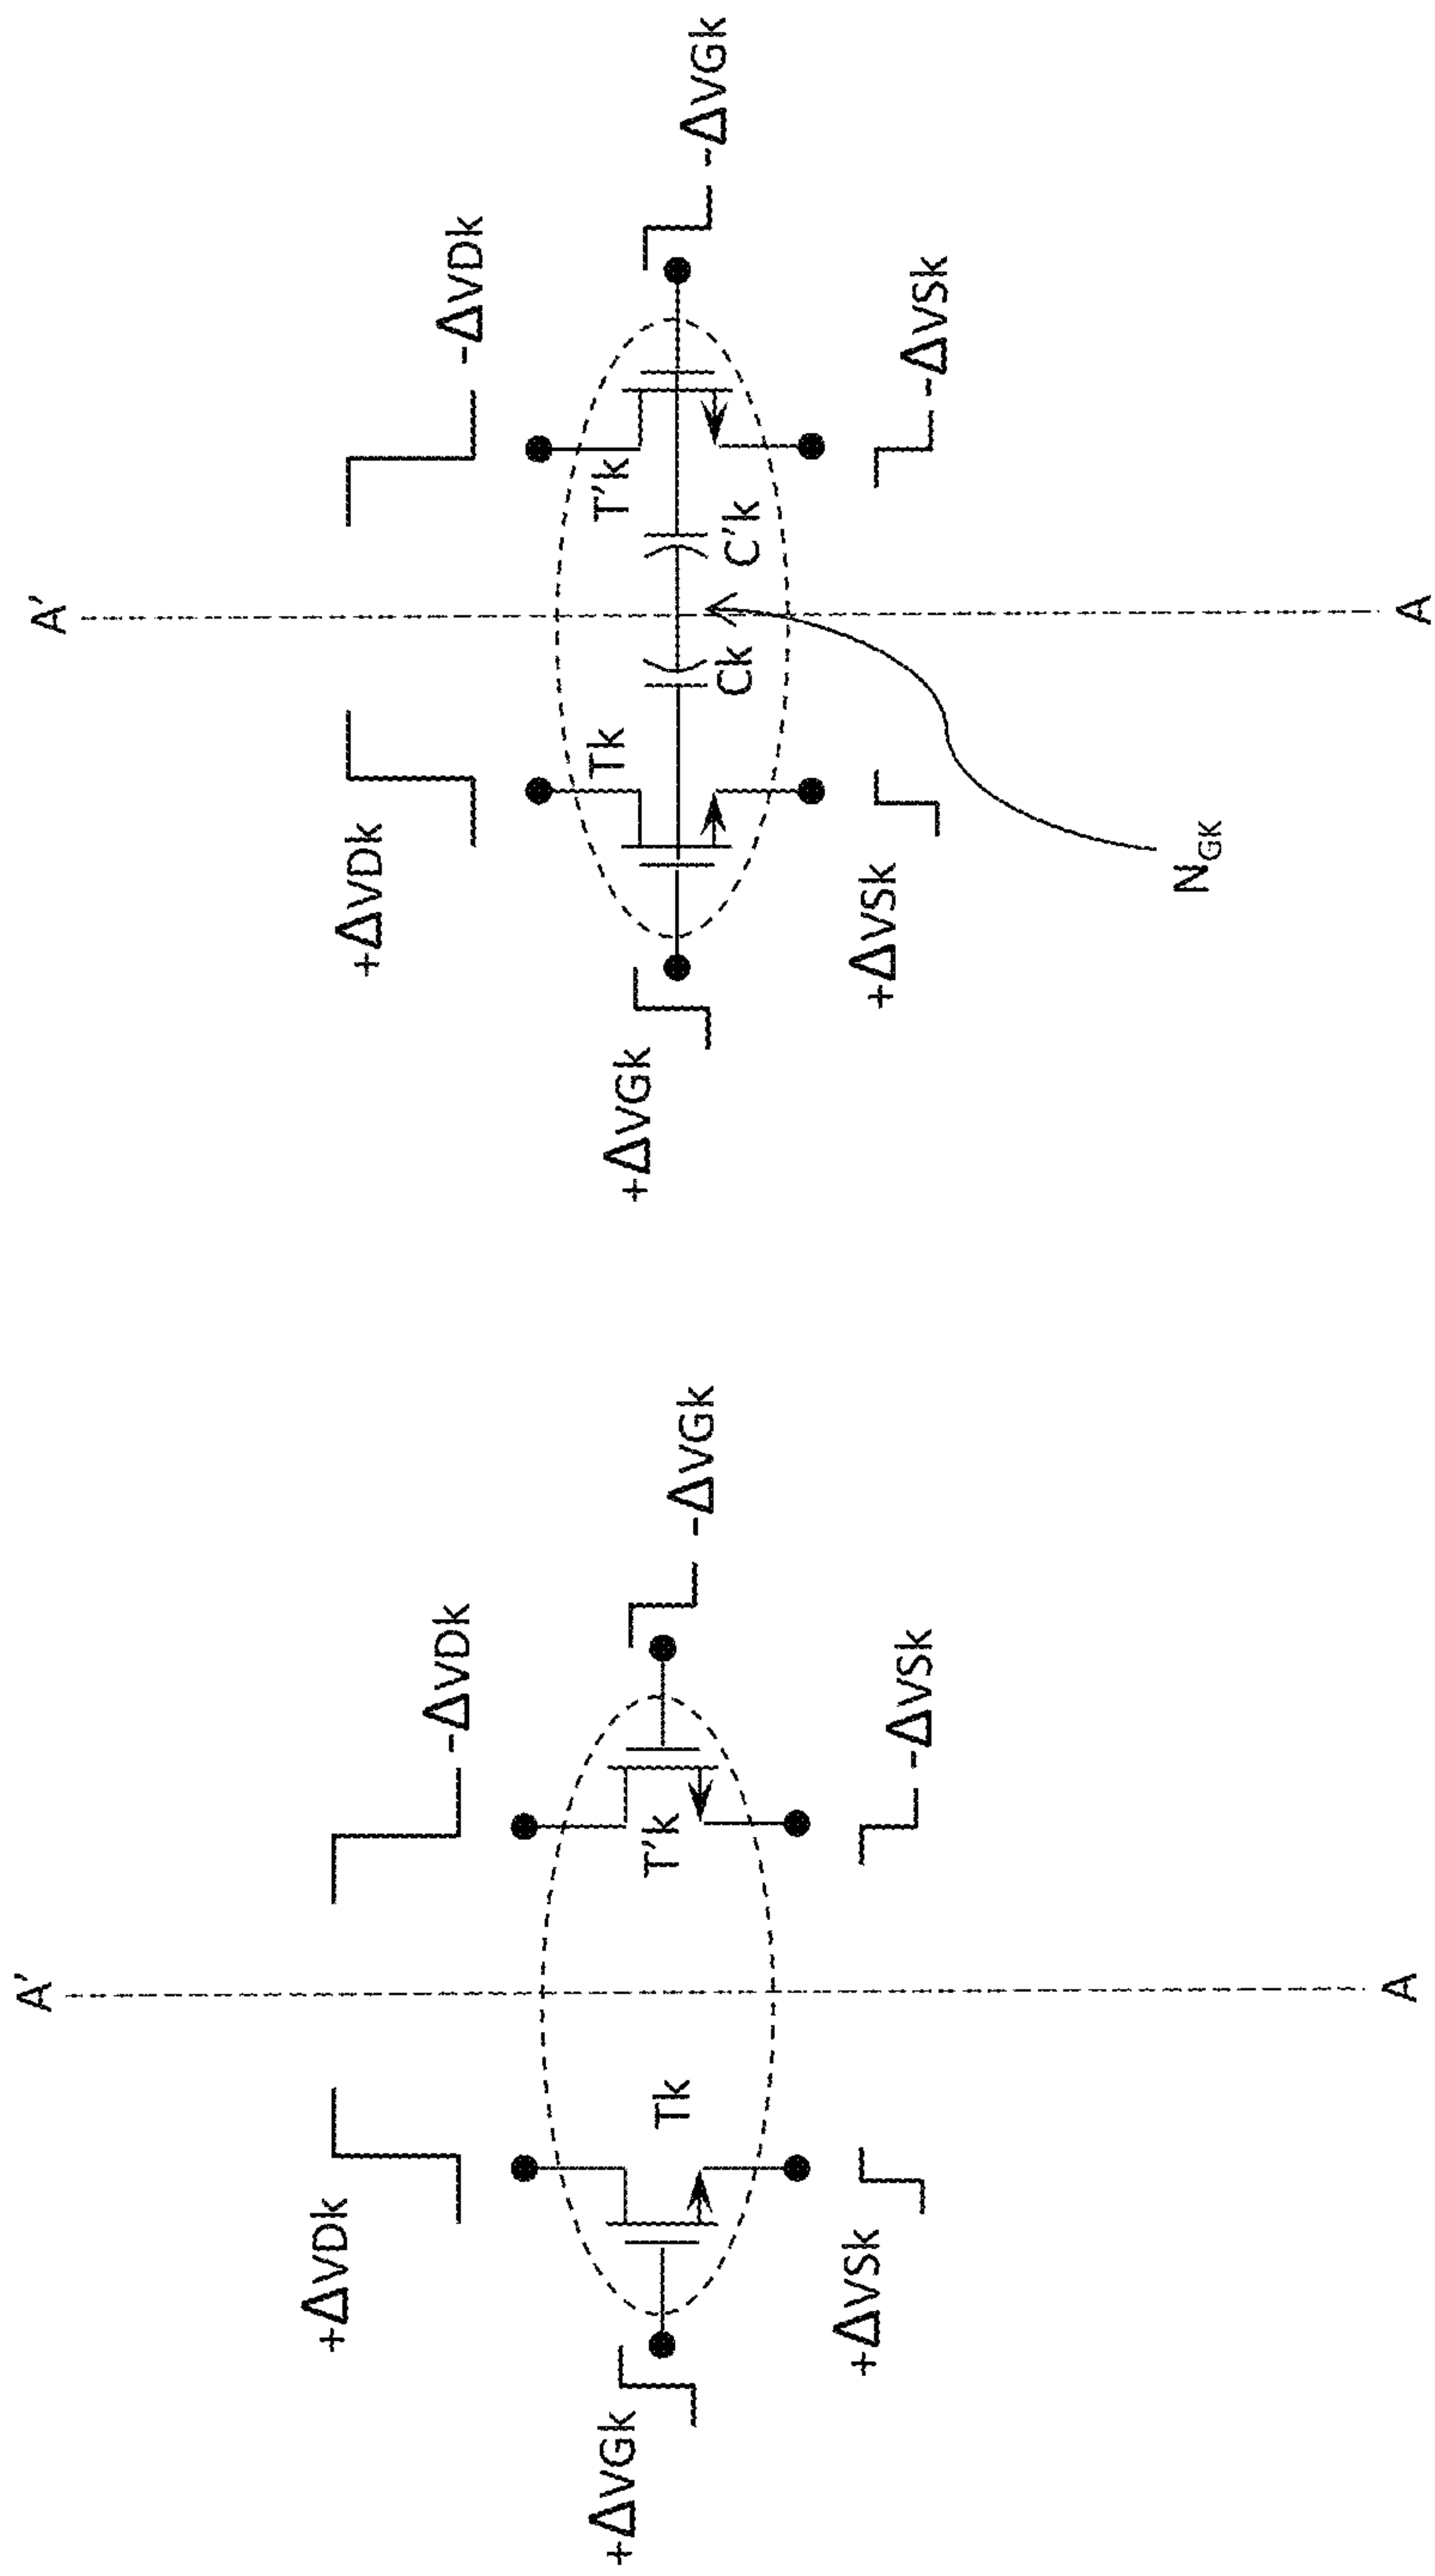 A'
+ΔVDk
-ΔVDk
+ΔVGk
Tk
T'k
-ΔVGk
+ΔVSk
-ΔVSk
A
A'
+ΔVDk
-ΔVDk
+ΔVGk
Tk
T'k
-ΔVGk
Ck
C'k
+ΔVSk
-ΔVSk
NGK
A